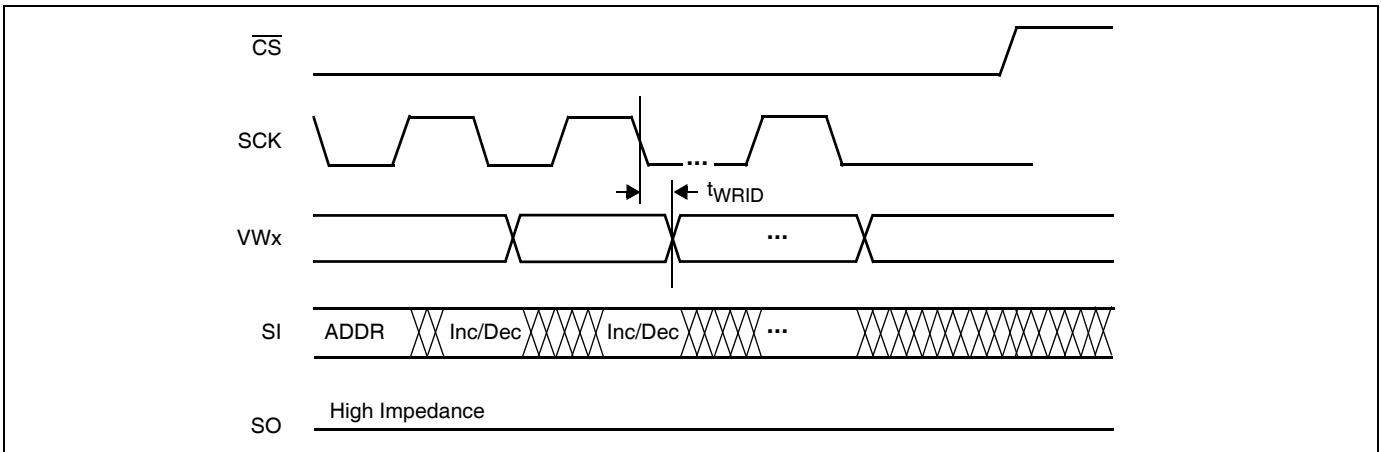 CS
SCK
...
tWRID
VWx
...
SI ADDR Inc/Dec Inc/Dec ...
High Impedance
SO